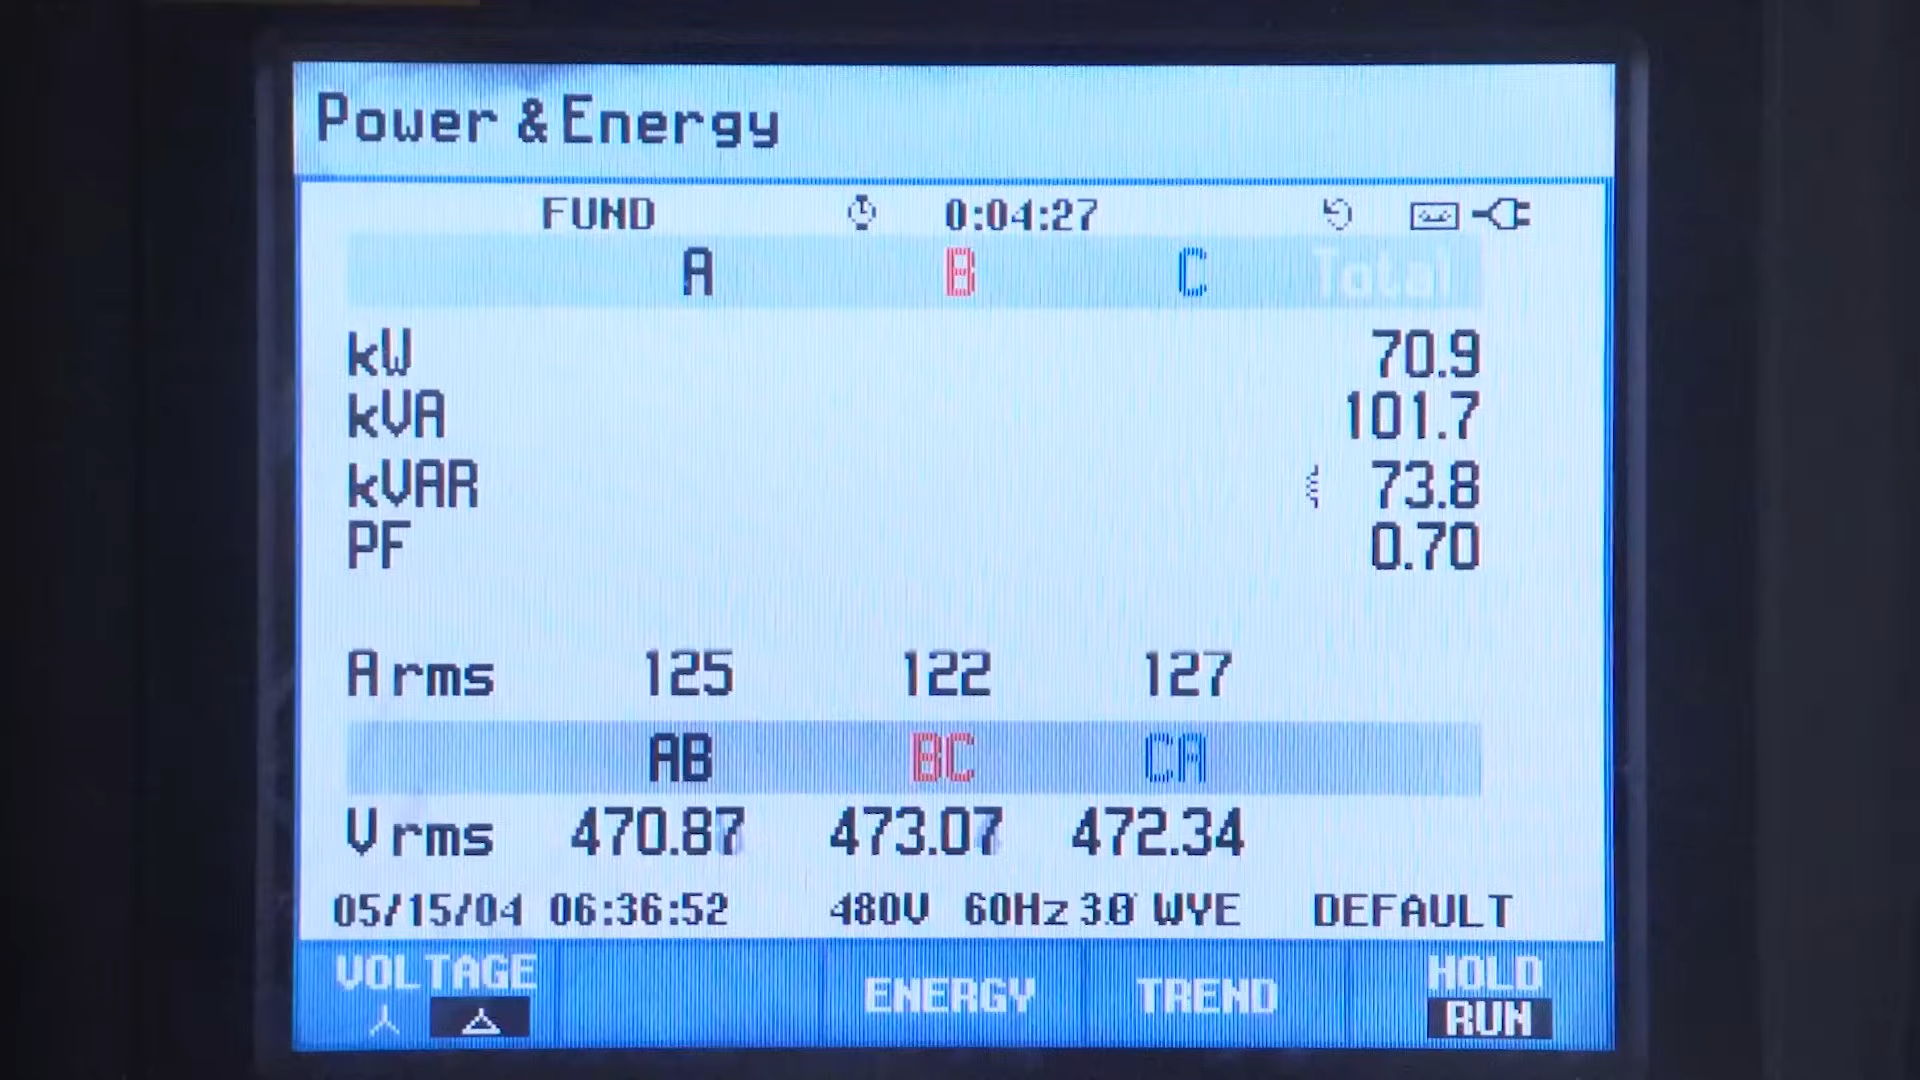 Power & Energy
FUND 0:04:27
A B C Total
kW 70.9
kVA 101.7
kVAR 73.8
PF 0.70
A rms 125 122 127
AB BC CA
V rms 470.87 473.07 472.34
05/15/04 06:36:52 480V 60Hz 3Ø WYE DEFAULT
VOLTAGE ENERGY TREND HOLD
RUN